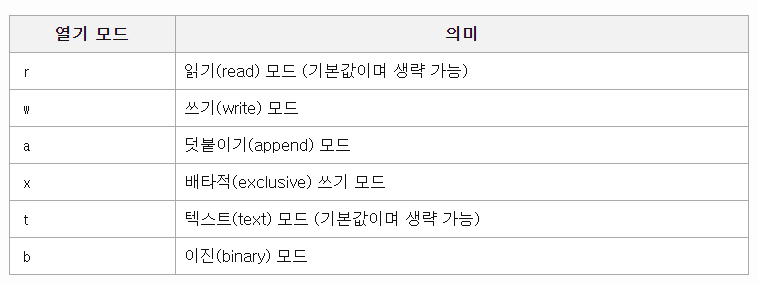 열기 모드 의미
r 읽기(read) 모드 (기본값이며 생략 가능)
w 쓰기(write) 모드
a 덧붙이기(append) 모드
x 배타적(exclusive) 쓰기 모드
t 텍스트(text) 모드 (기본값이며 생략 가능)
b 이진(binary) 모드